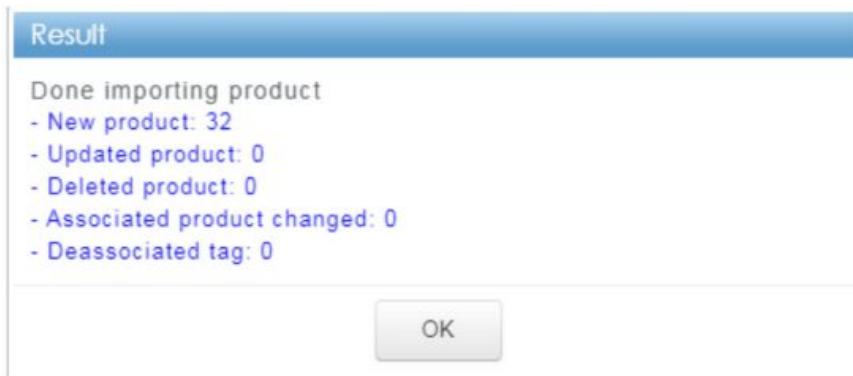 Result
Done importing product
- New product: 32
- Updated product: 0
- Deleted product: 0
- Associated product changed: 0
- Deassociated tag: 0
OK